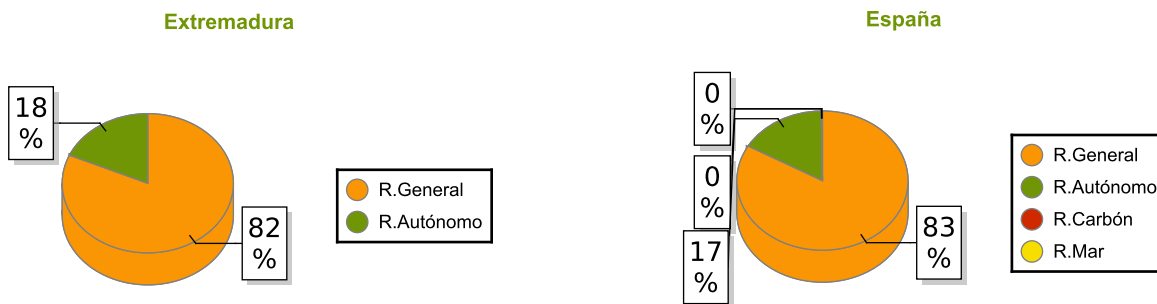 Extremadura
18
%
82
%
R.General
R.Autónomo
España
0
%
0
%
17
%
83
%
R.General
R.Autónomo
R.Carbón
R.Mar